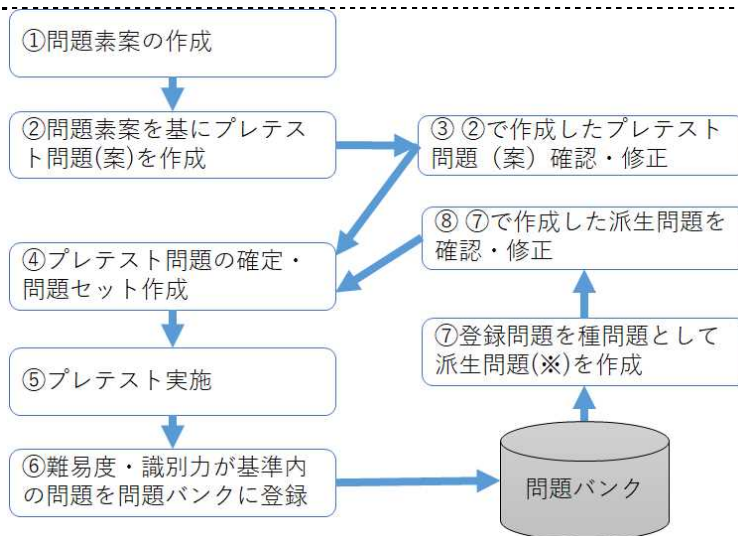 ①問題素案の作成
②問題素案を基にプレテス
ト問題(案)を作成
③ ②で作成したプレテスト
問題（案）確認・修正
⑧ ⑦で作成した派生問題を
確認・修正
④プレテスト問題の確定・
問題セット作成
⑦登録問題を種問題として
派生問題(※)を作成
⑤プレテスト実施
⑥難易度・識別力が基準内
の問題を問題バンクに登録
問題バンク